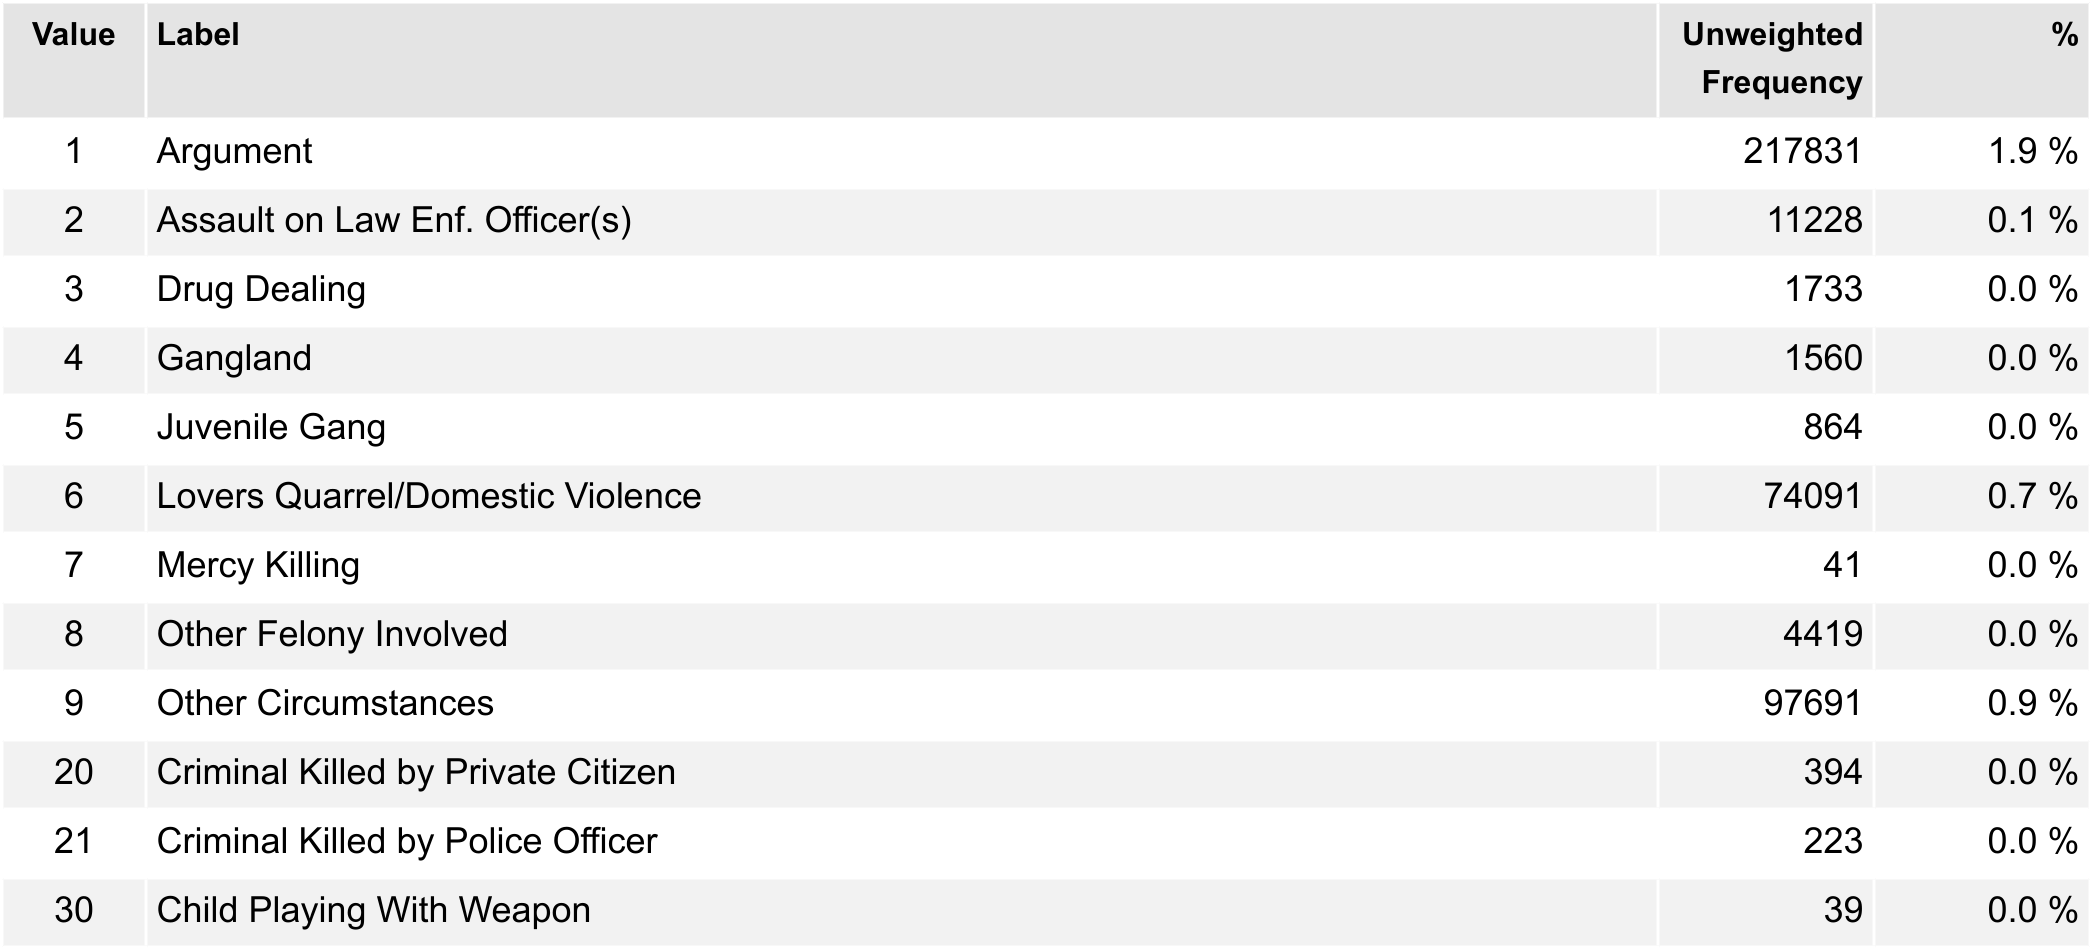 Value Label Unweighted Frequency %
1 Argument 217831 1.9 %
2 Assault on Law Enf. Officer(s) 11228 0.1 %
3 Drug Dealing 1733 0.0 %
4 Gangland 1560 0.0 %
5 Juvenile Gang 864 0.0 %
6 Lovers Quarrel/Domestic Violence 74091 0.7 %
7 Mercy Killing 41 0.0 %
8 Other Felony Involved 4419 0.0 %
9 Other Circumstances 97691 0.9 %
20 Criminal Killed by Private Citizen 394 0.0 %
21 Criminal Killed by Police Officer 223 0.0 %
30 Child Playing With Weapon 39 0.0 %